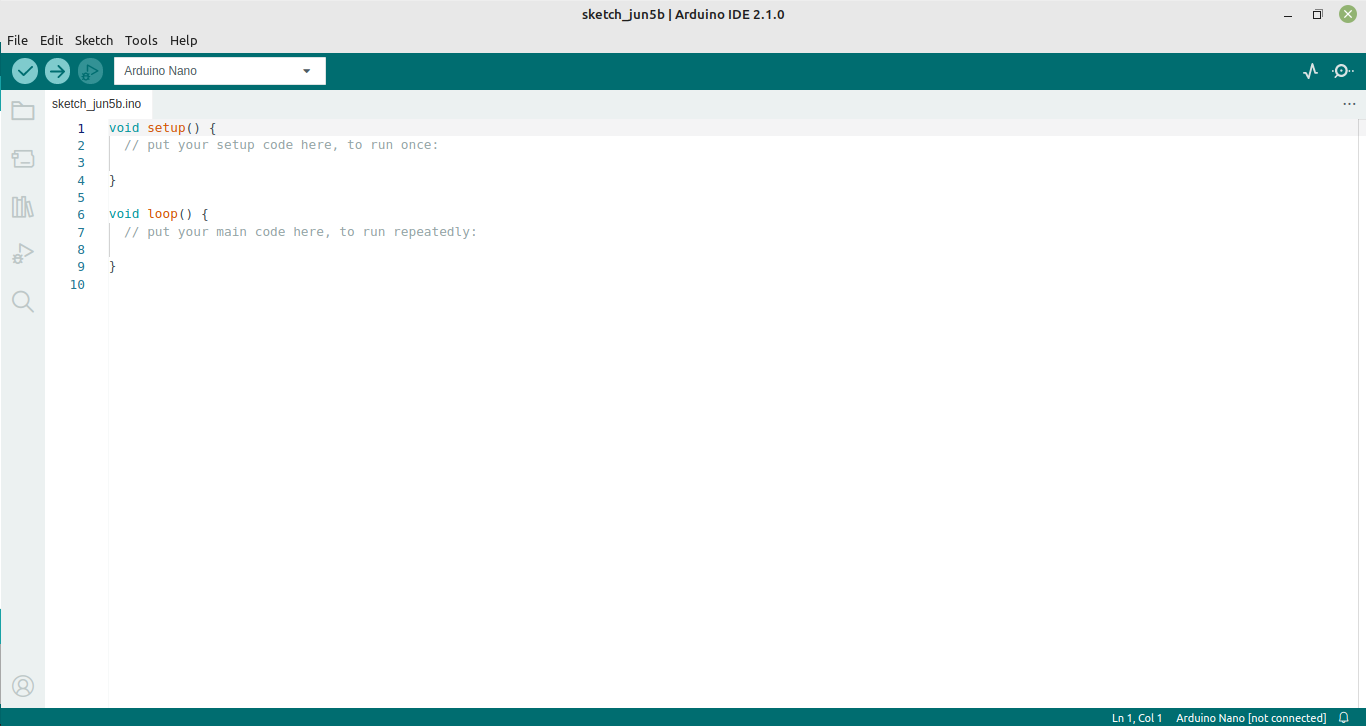 sketch_jun5b | Arduino IDE 2.1.0
File Edit Sketch Tools Help
Arduino Nano
sketch_jun5b.ino
1 void setup() {
2   // put your setup code here, to run once:
3
4 }
5
6 void loop() {
7   // put your main code here, to run repeatedly:
8
9 }
10
Ln 1, Col 1 Arduino Nano [not connected]